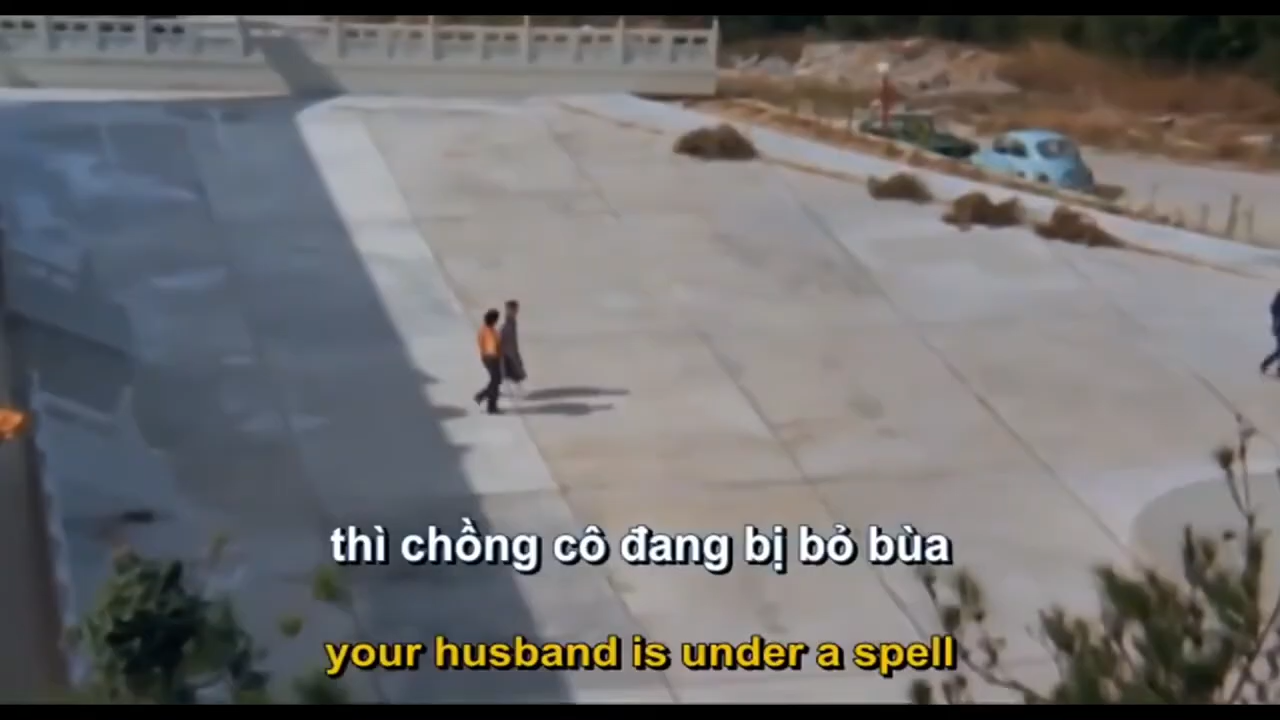 thì chồng cô đang bị bỏ bùa
your husband is under a spell